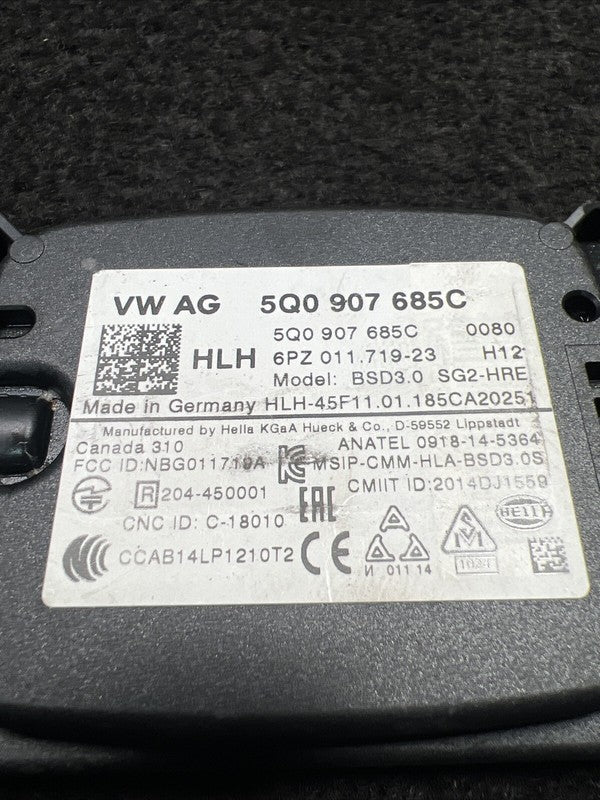 VW AG 5Q0 907 685C
5Q0 907 685C 0080
HLH 6PZ 011.719-23 H12
Model: BSD3.0 SG2-HRE
Made in Germany HLH-45F11.01.185CA20251
Manufactured by Hella KGaA Hueck & Co., D-59552 Lippstadt
Canada 310 ANATEL 0918-14-5364
FCC ID:NBG011719A MSIP-CMM-HLA-BSD3.0S
R 204-450001 EAC CMIIT ID:2014DJ1559
CNC ID: C-18010 HELLA
CCAB14LP1210T2 CE И 011 14